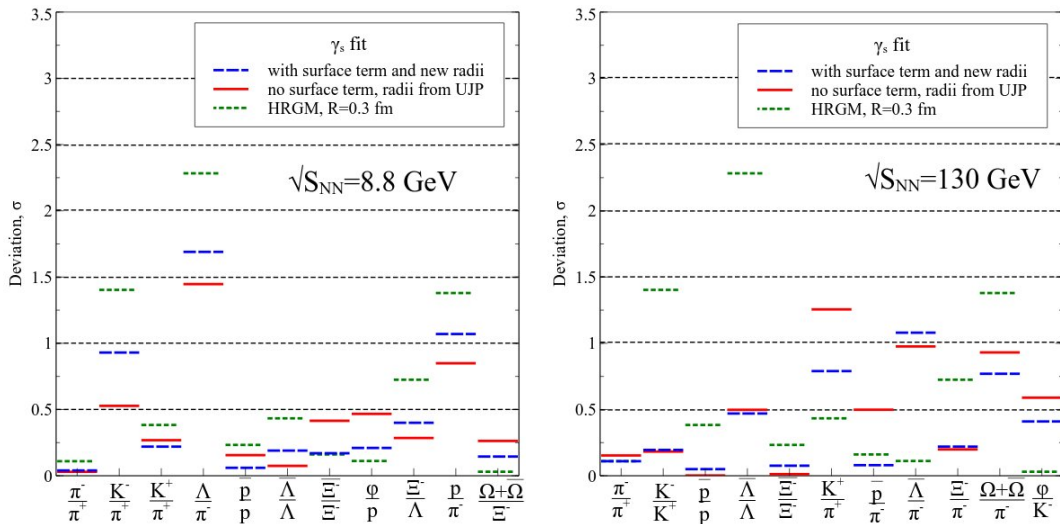 3.5
3
2.5
2
1.5
1
0.5
0
Deviation, σ
γs fit
with surface term and new radii
no surface term, radii from UJP
HRGM, R=0.3 fm
√SNN=8.8 GeV
π⁻ K⁻ K⁺ Λ p̅ Λ̅ Ξ̅⁻ φ Ξ⁻ p Ω+Ω̅
π⁺ π⁺ π⁺ π⁻ p Λ Ξ⁻ p Λ π⁻ Ξ⁻
3.5
3
2.5
2
1.5
1
0.5
0
Deviation, σ
γs fit
with surface term and new radii
no surface term, radii from UJP
HRGM, R=0.3 fm
√SNN=130 GeV
π⁻ K⁻ p̅ Λ̅ Ξ̅⁻ K⁺ p̅ Λ̅ Ξ⁻ Ω+Ω̅ φ
π⁺ K⁺ p Λ Ξ⁻ π⁺ π⁻ π⁻ π⁻ π⁻ K⁻